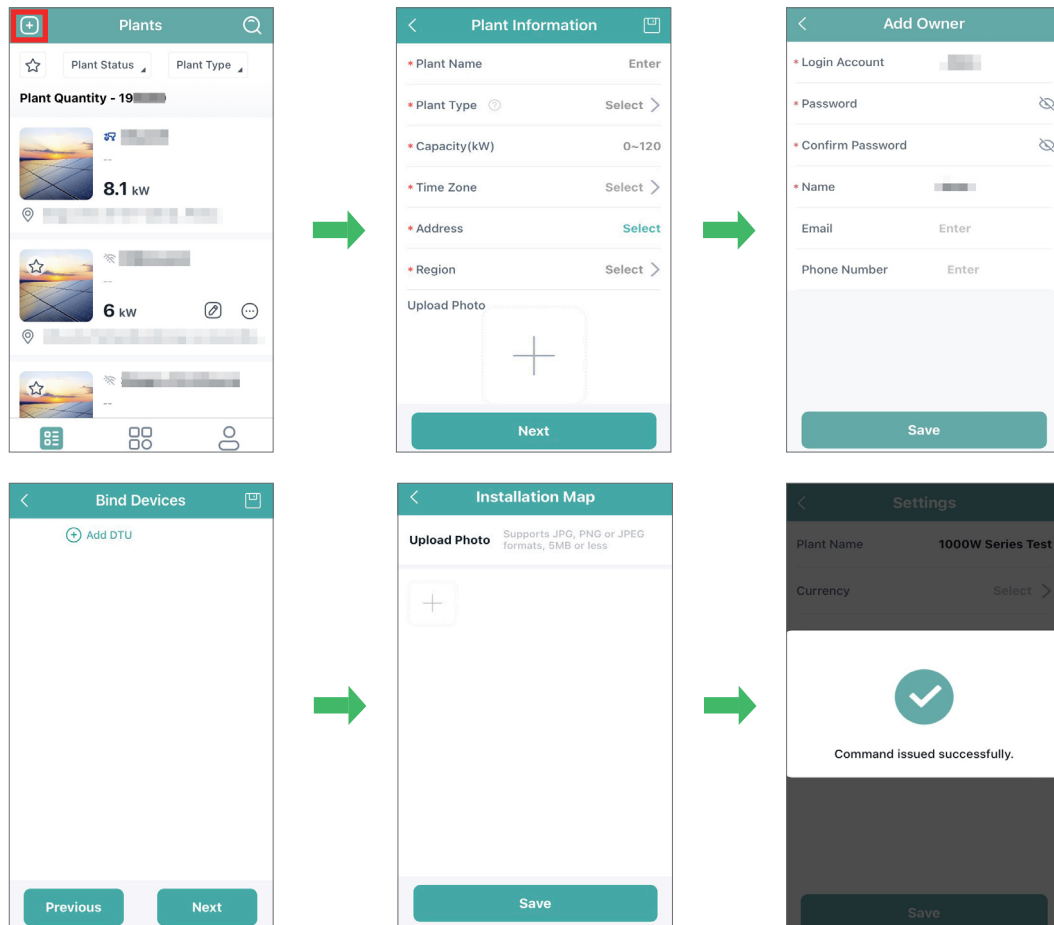 Plants
Plant Status
Plant Type
Plant Quantity - 19
--
8.1 kW
--
6 kW
--
Plant Information
* Plant Name Enter
* Plant Type ? Select >
* Capacity(kW) 0~120
* Time Zone Select >
* Address Select
* Region Select >
Upload Photo
Next
Add Owner
* Login Account
* Password
* Confirm Password
* Name
Email Enter
Phone Number Enter
Save
Bind Devices
Add DTU
Previous
Next
Installation Map
Upload Photo
Supports JPG, PNG or JPEG
formats, 5MB or less
Save
Settings
Plant Name 1000W Series Test
Currency Select >
Command issued successfully.
Save